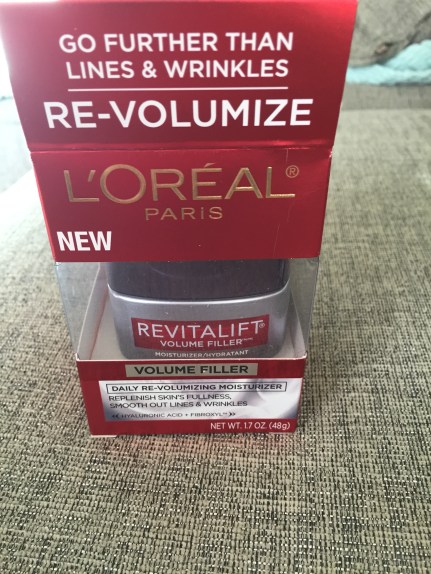 GO FURTHER THAN
LINES & WRINKLES
RE-VOLUMIZE
L'ORÉAL®
PARIS
NEW
REVITALIFT®
VOLUME FILLER
MOISTURIZER/HYDRATANT
VOLUME FILLER
DAILY RE-VOLUMIZING MOISTURIZER
REPLENISH SKIN'S FULLNESS,
SMOOTH OUT LINES & WRINKLES
HYALURONIC ACID + FIBROXYL™
NET WT. 1.7 OZ. (48g)